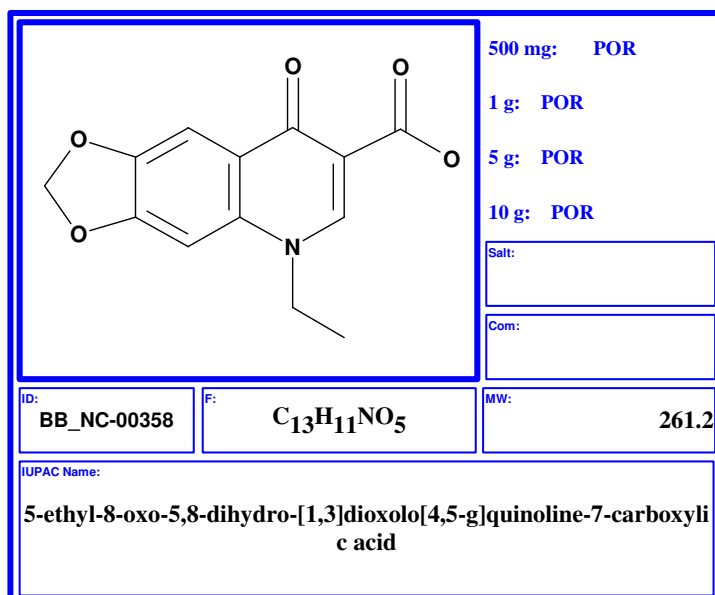 O O
O
O
O
N
500 mg: POR
1 g: POR
5 g: POR
10 g: POR
Salt:
Com:
ID:
BB_NC-00358
F:
C13H11NO5
MW:
261.2
IUPAC Name:
5-ethyl-8-oxo-5,8-dihydro-[1,3]dioxolo[4,5-g]quinoline-7-carboxyli
c acid